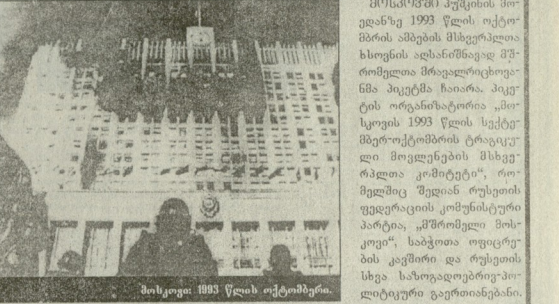 მოსკოვში პუშკინის მო-
ედანზე 1993 წლის ოქტო-
მბრის ამბების მსხვერპლთა
ხსოვნის აღსანიშნავად მშ-
რომელთა მრავალრიცხოვა-
ნმა პიკეტმა ჩაიარა. პიკე-
ტის ორგანიზატორია „მო-
სკოვის 1993 წლის სექტე-
მბერ-ოქტომბრის ტრაგიკუ-
ლი მოვლენების მსხვე-
რპლთა კომიტეტი“, რო-
მელშიც შედიან რუსეთის
ფედერაციის კომუნისტური
პარტია, „მშრომელი მოს-
კოვი“, საბჭოთა ოფიცრე-
ბის კავშირი და რუსეთის
სხვა საზოგადოებრივ-პო-
ლიტიკური გაერთიანებანი.
მოსკოვი: 1993 წლის ოქტომბერი.